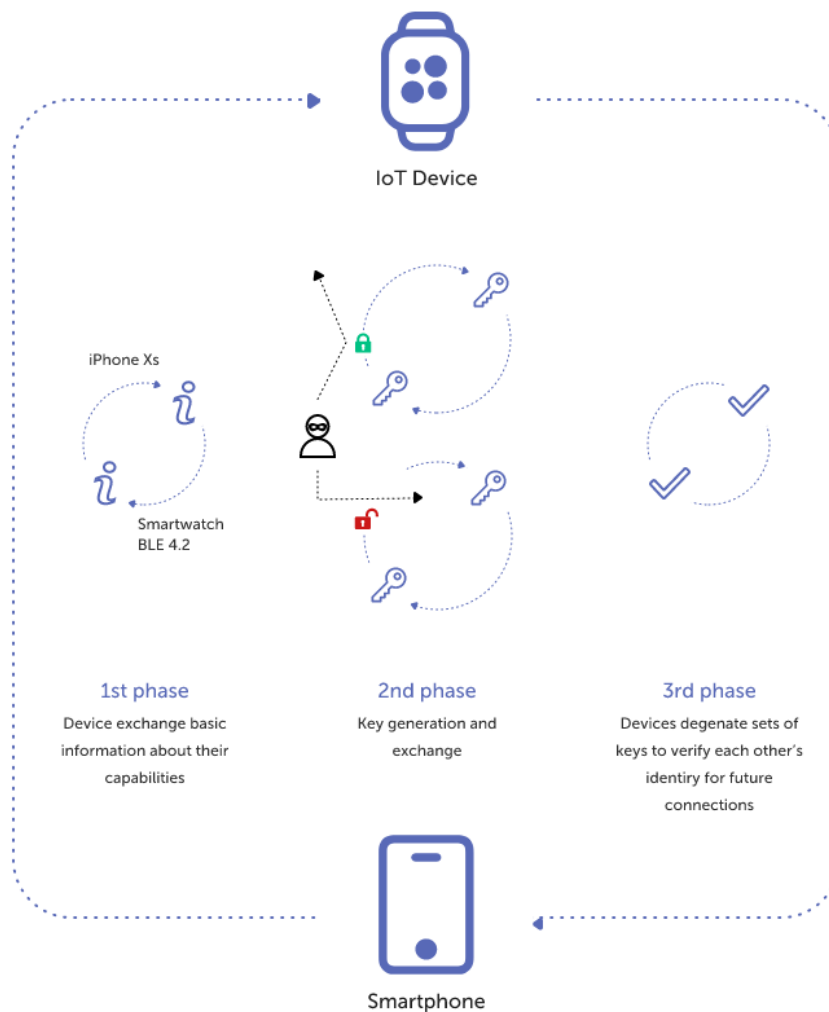 IoT Device
iPhone Xs
Smartwatch
BLE 4.2
1st phase
Device exchange basic
information about their
capabilities
2nd phase
Key generation and
exchange
3rd phase
Devices degenate sets of
keys to verify each other's
identiry for future
connections
Smartphone